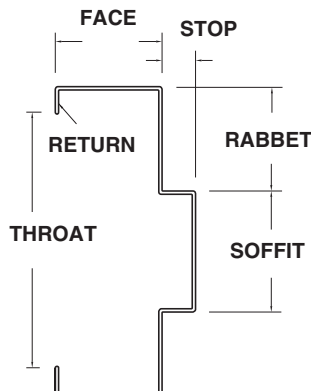 FACE
STOP
RETURN
RABBET
THROAT
SOFFIT